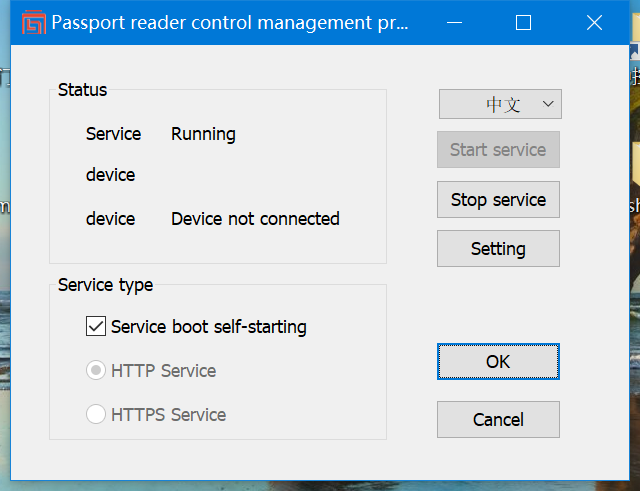 Passport reader control management pr...
Status
中文
Service Running
Start service
device
Stop service
device Device not connected
Setting
Service type
Service boot self-starting
HTTP Service
OK
HTTPS Service
Cancel